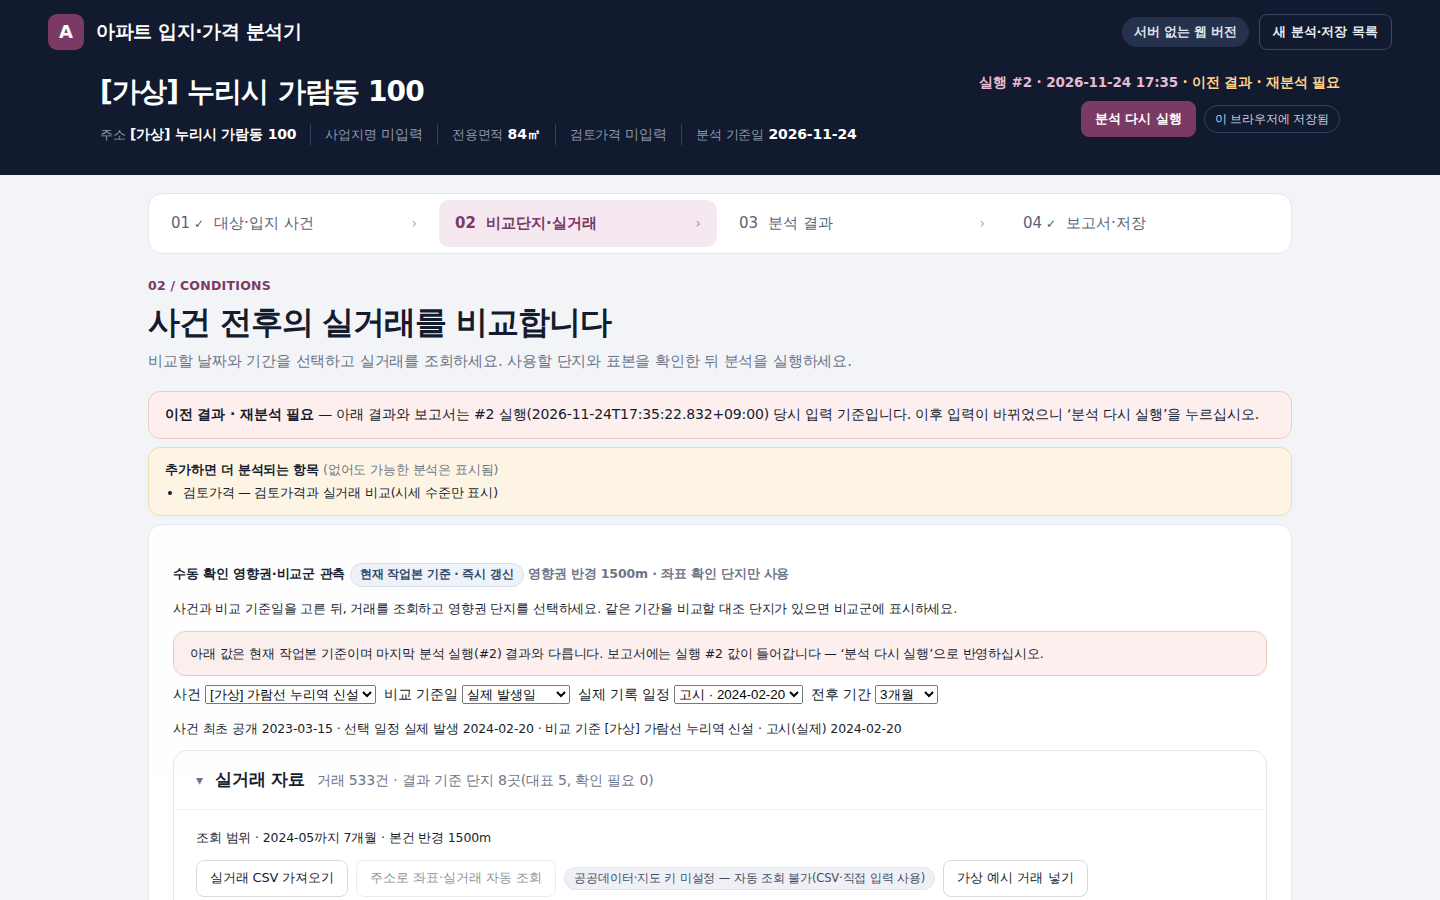 A 아파트 입지·가격 분석기
서버 없는 웹 버전
새 분석·저장 목록
[가상] 누리시 가람동 100
실행 #2 · 2026-11-24 17:35 · 이전 결과 · 재분석 필요
분석 다시 실행
이 브라우저에 저장됨
주소 [가상] 누리시 가람동 100 사업지명 미입력 전용면적 84㎡ 검토가격 미입력 분석 기준일 2026-11-24
01 ✓ 대상·입지 사건 ›
02 비교단지·실거래 ›
03 분석 결과 ›
04 ✓ 보고서·저장
02 / CONDITIONS
사건 전후의 실거래를 비교합니다
비교할 날짜와 기간을 선택하고 실거래를 조회하세요. 사용할 단지와 표본을 확인한 뒤 분석을 실행하세요.
이전 결과 · 재분석 필요 — 아래 결과와 보고서는 #2 실행(2026-11-24T17:35:22.832+09:00) 당시 입력 기준입니다. 이후 입력이 바뀌었으니 ‘분석 다시 실행’을 누르십시오.
추가하면 더 분석되는 항목 (없어도 가능한 분석은 표시됨)
• 검토가격 — 검토가격과 실거래 비교(시세 수준만 표시)
수동 확인 영향권·비교군 관측 현재 작업본 기준 · 즉시 갱신 영향권 반경 1500m · 좌표 확인 단지만 사용
사건과 비교 기준일을 고른 뒤, 거래를 조회하고 영향권 단지를 선택하세요. 같은 기간을 비교할 대조 단지가 있으면 비교군에 표시하세요.
아래 값은 현재 작업본 기준이며 마지막 분석 실행(#2) 결과와 다릅니다. 보고서에는 실행 #2 값이 들어갑니다 — ‘분석 다시 실행’으로 반영하십시오.
사건 [가상] 가람선 누리역 신설 비교 기준일 실제 발생일 실제 기록 일정 고시 · 2024-02-20 전후 기간 3개월
사건 최초 공개 2023-03-15 · 선택 일정 실제 발생 2024-02-20 · 비교 기준 [가상] 가람선 누리역 신설 · 고시(실제) 2024-02-20
▾ 실거래 자료 거래 533건 · 결과 기준 단지 8곳(대표 5, 확인 필요 0)
조회 범위 · 2024-05까지 7개월 · 본건 반경 1500m
실거래 CSV 가져오기
주소로 좌표·실거래 자동 조회
공공데이터·지도 키 미설정 — 자동 조회 불가(CSV·직접 입력 사용)
가상 예시 거래 넣기